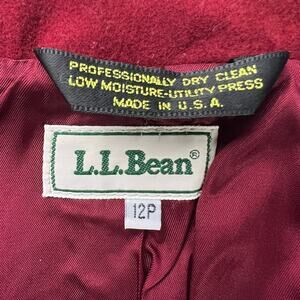 PROFESSIONALLY DRY CLEAN
LOW MOISTURE-UTILITY PRESS
MADE IN U.S.A.
L.L.Bean®
12P